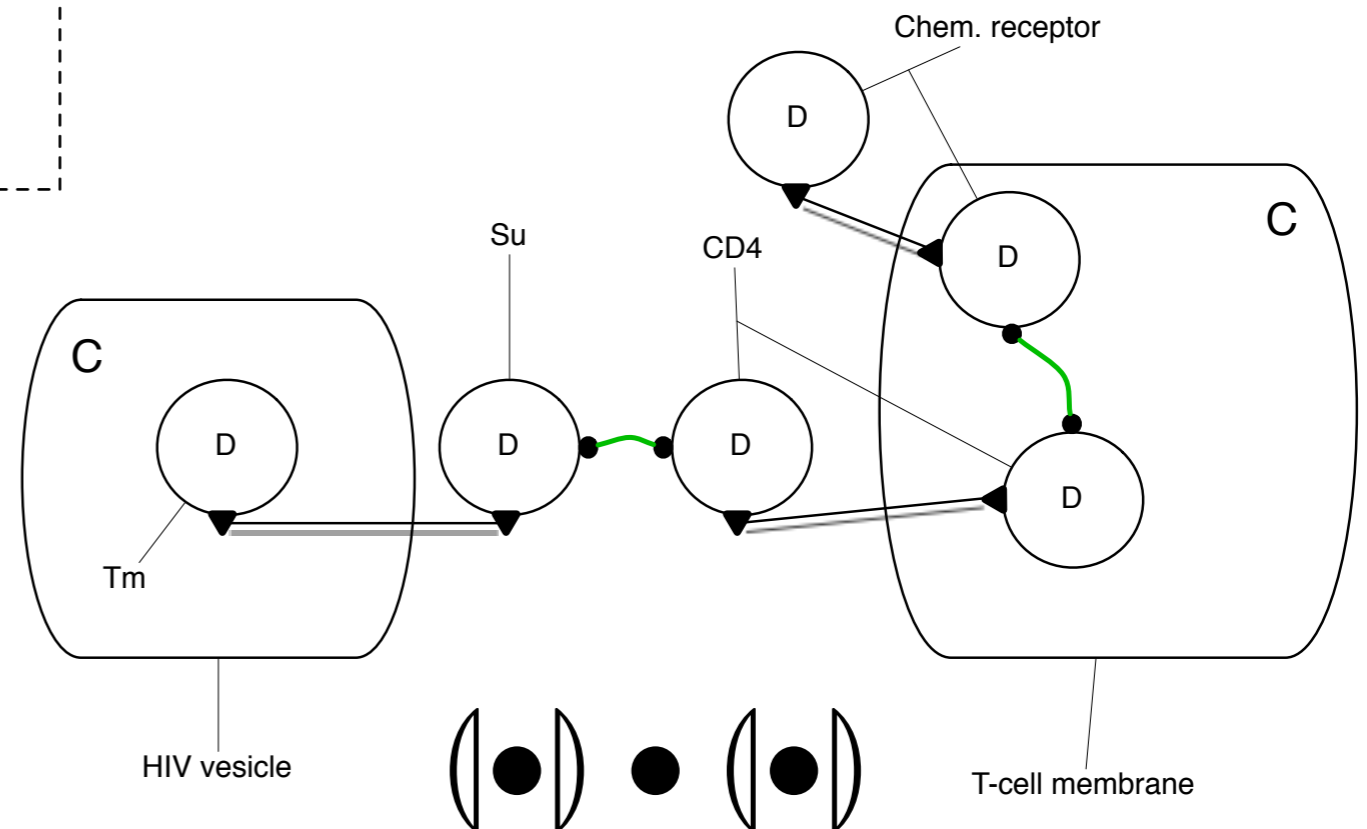 Chem. receptor
D
C
Su
CD4
D
C
D
D
D
D
Tm
HIV vesicle
T-cell membrane